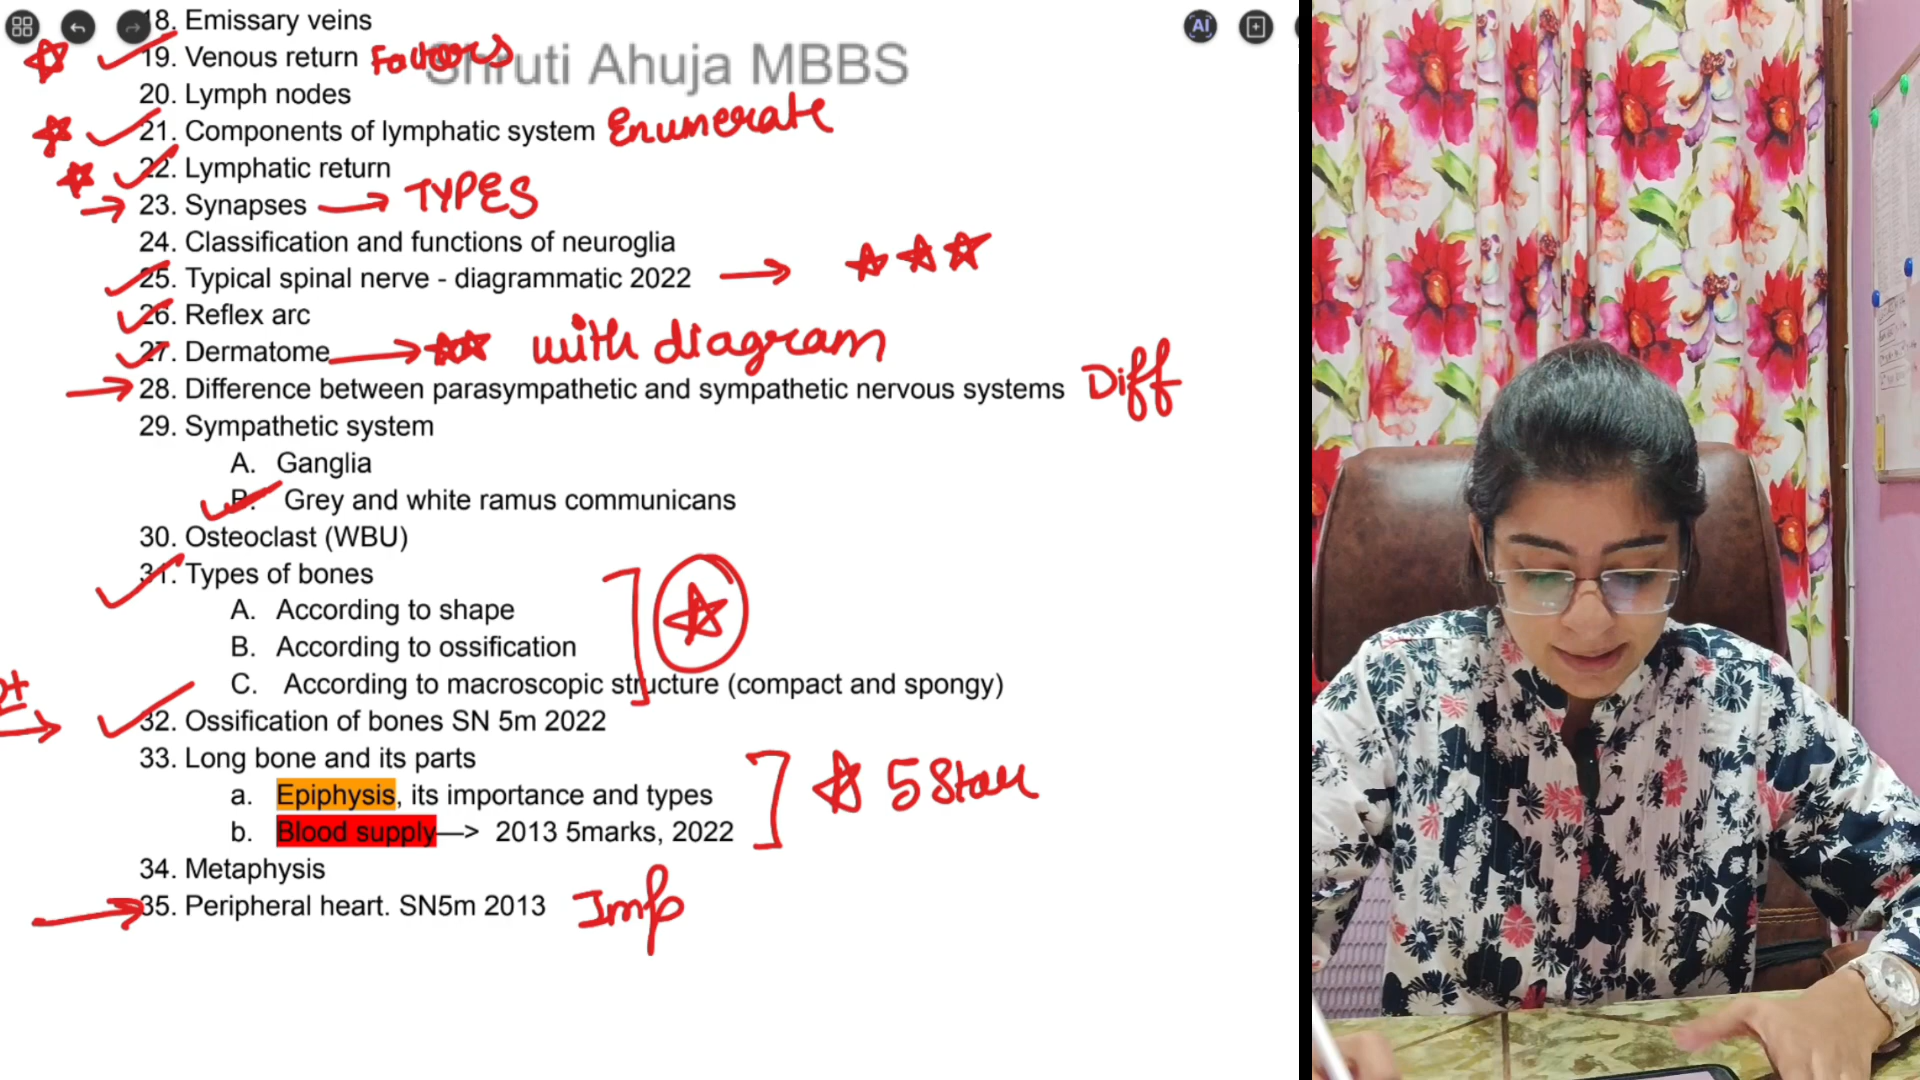 18. Emissary veins
19. Venous return Factors
Shruti Ahuja MBBS
20. Lymph nodes
21. Components of lymphatic system Enumerate
22. Lymphatic return
23. Synapses → TYPES
24. Classification and functions of neuroglia
25. Typical spinal nerve - diagrammatic 2022 →
26. Reflex arc
27. Dermatome → with diagram
28. Difference between parasympathetic and sympathetic nervous systems Diff
29. Sympathetic system
A. Ganglia
B. Grey and white ramus communicans
30. Osteoclast (WBU)
31. Types of bones
A. According to shape
B. According to ossification
C. According to macroscopic structure (compact and spongy)
32. Ossification of bones SN 5m 2022
33. Long bone and its parts
a. Epiphysis, its importance and types
5 Star
b. Blood supply—> 2013 5marks, 2022
34. Metaphysis
35. Peripheral heart. SN5m 2013 Imp
AI